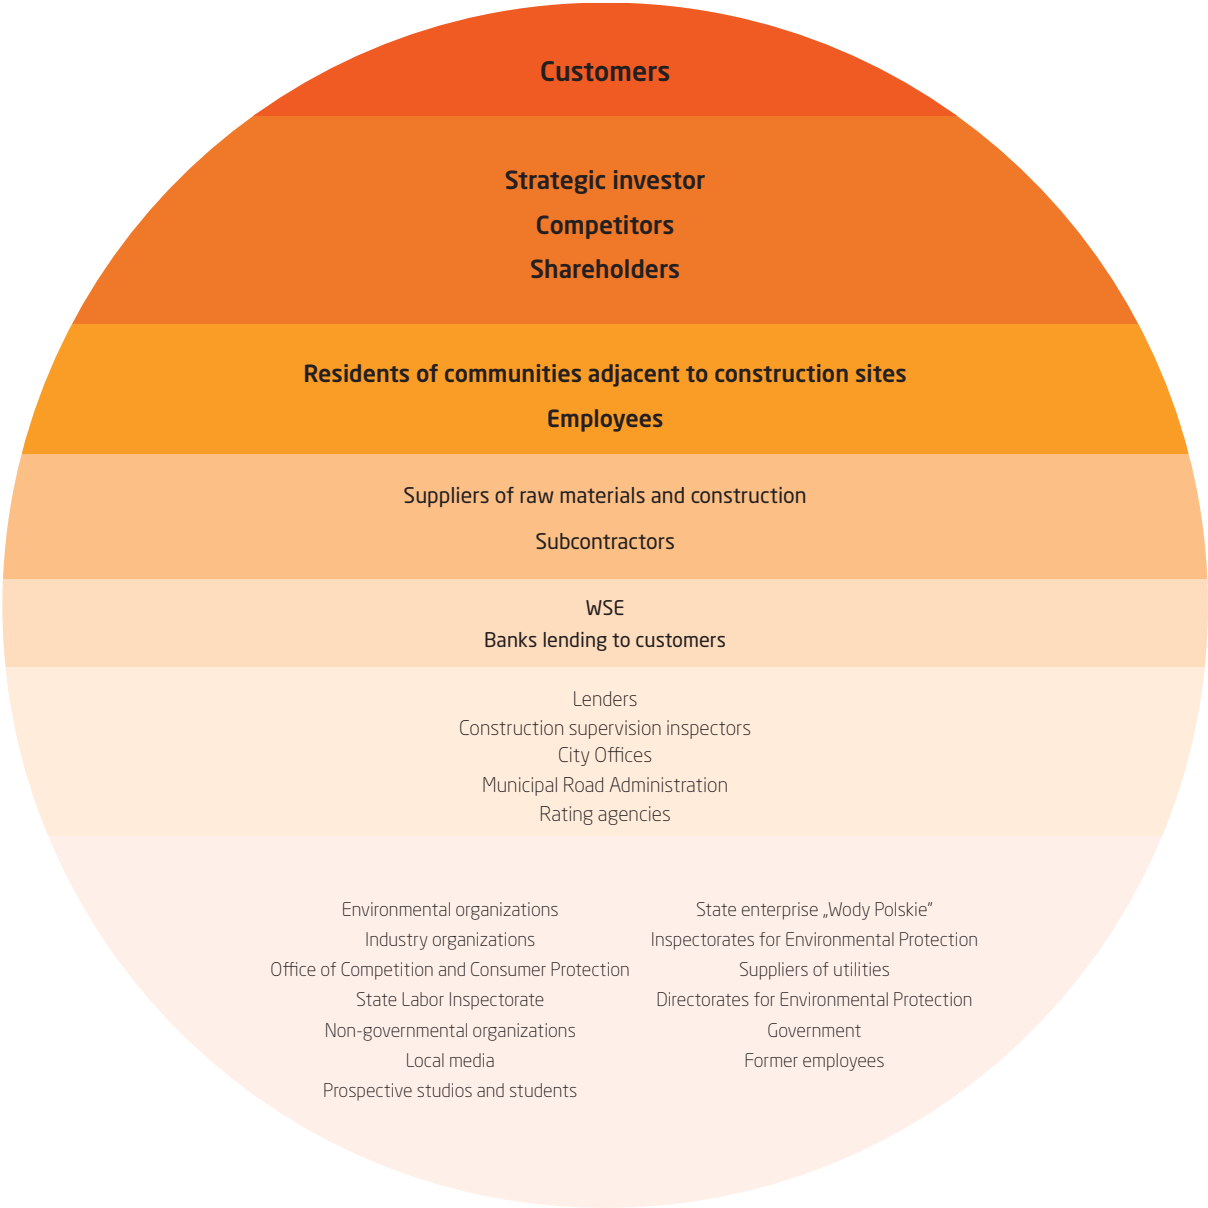 Customers
Strategic investor
Competitors
Shareholders
Residents of communities adjacent to construction sites
Employees
Suppliers of raw materials and construction
Subcontractors
WSE
Banks lending to customers
Lenders
Construction supervision inspectors
City Offices
Municipal Road Administration
Rating agencies
Environmental organizations
Industry organizations
Office of Competition and Consumer Protection
State Labor Inspectorate
Non-governmental organizations
Local media
Prospective studios and students
State enterprise „Wody Polskie”
Inspectorates for Environmental Protection
Suppliers of utilities
Directorates for Environmental Protection
Government
Former employees